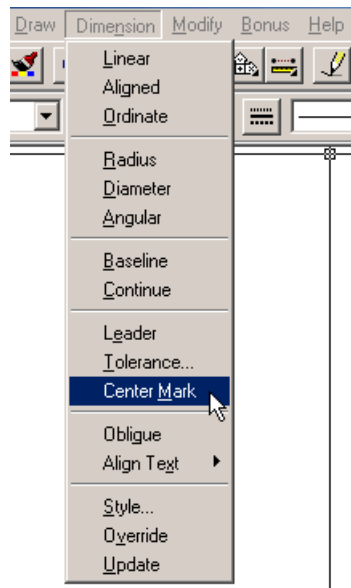 Draw Dimension Modify Bonus Help
Linear
Aligned
Ordinate
Radius
Diameter
Angular
Baseline
Continue
Leader
Tolerance...
Center Mark
Obligue
Align Text
Style...
Override
Update